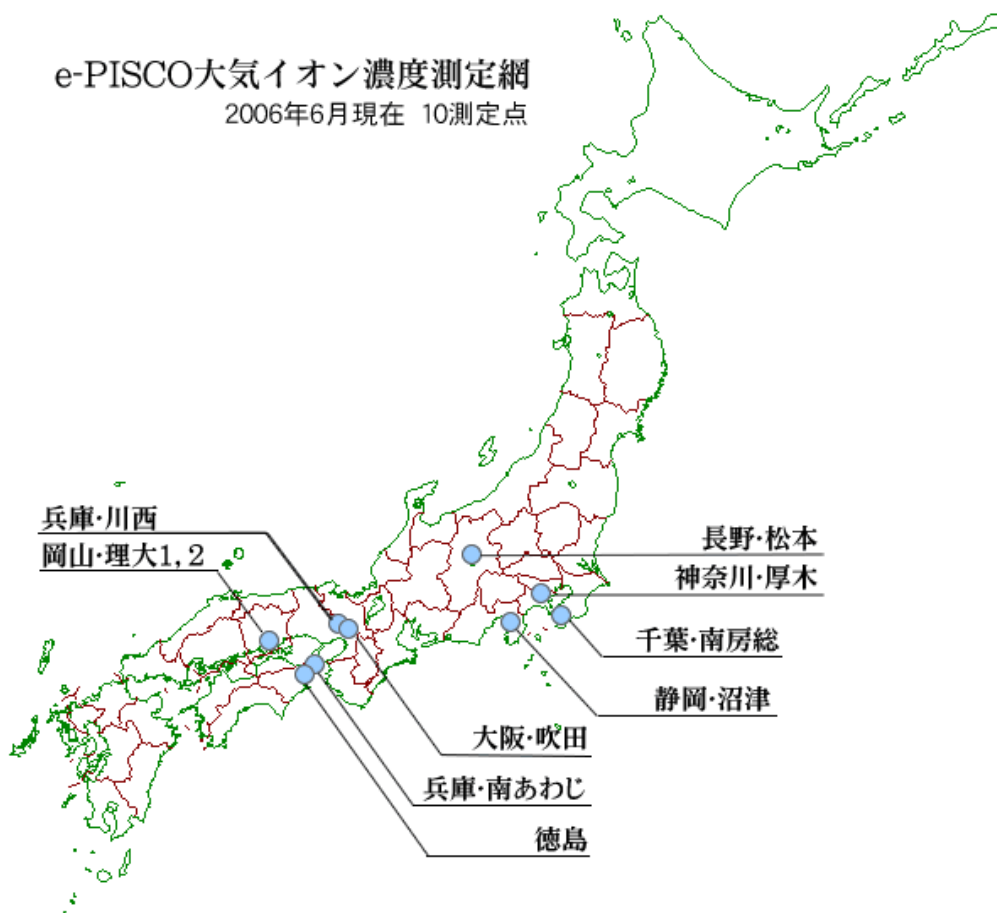 e-PISCO大気イオン濃度測定網
2006年6月現在 10測定点
兵庫・川西
岡山・理大1,2
長野・松本
神奈川・厚木
千葉・南房総
静岡・沼津
大阪・吹田
兵庫・南あわじ
徳島